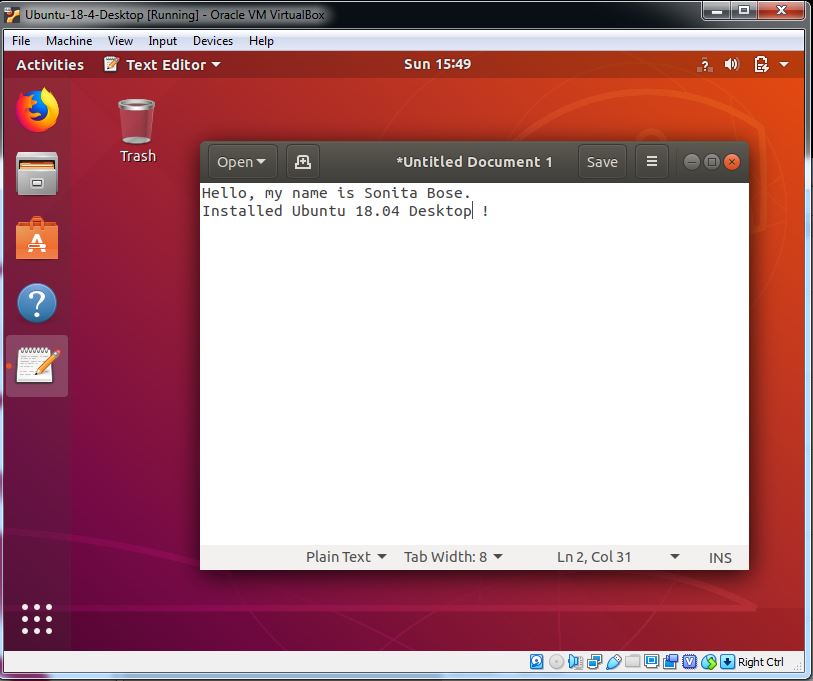 Ubuntu-18-4-Desktop [Running] - Oracle VM VirtualBox
File Machine View Input Devices Help
Activities Text Editor Sun 15:49
Trash
Open *Untitled Document 1 Save
Hello, my name is Sonita Bose.
Installed Ubuntu 18.04 Desktop !
Plain Text Tab Width: 8 Ln 2, Col 31 INS
Right Ctrl